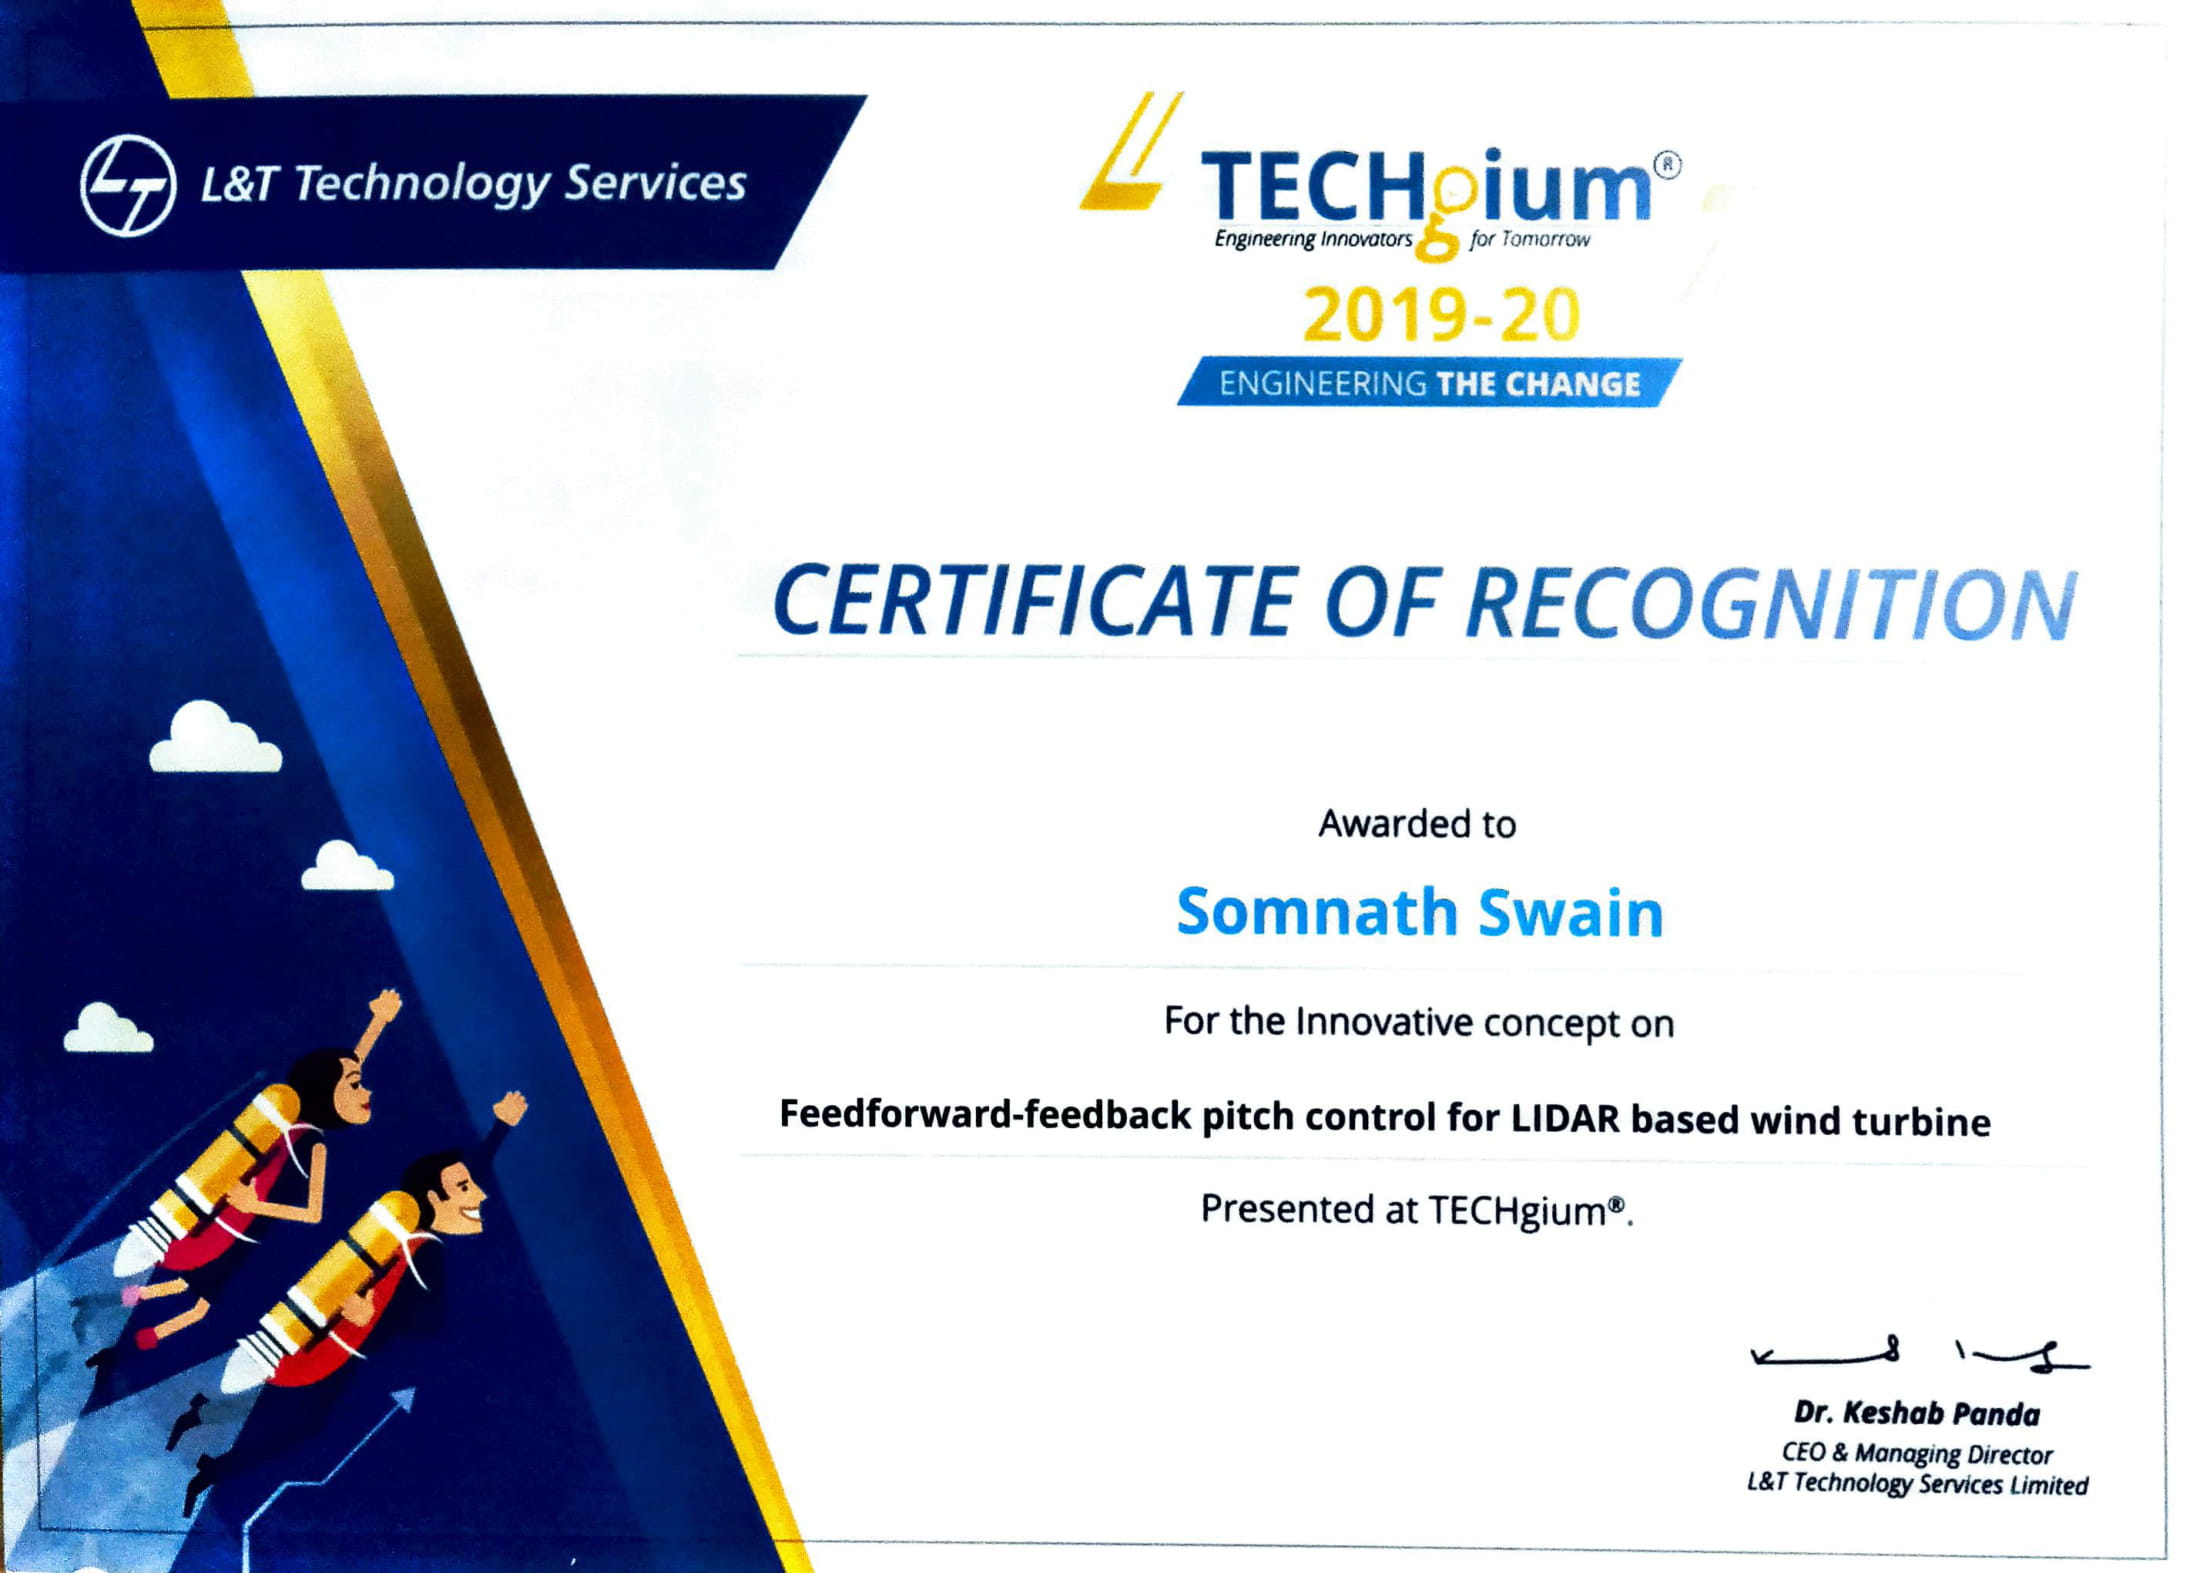 L&T Technology Services
TECHgium®
Engineering Innovators for Tomorrow
2019-20
ENGINEERING THE CHANGE
CERTIFICATE OF RECOGNITION
Awarded to
Somnath Swain
For the Innovative concept on
Feedforward-feedback pitch control for LIDAR based wind turbine
Presented at TECHgium®.
Dr. Keshab Panda
CEO & Managing Director
L&T Technology Services Limited